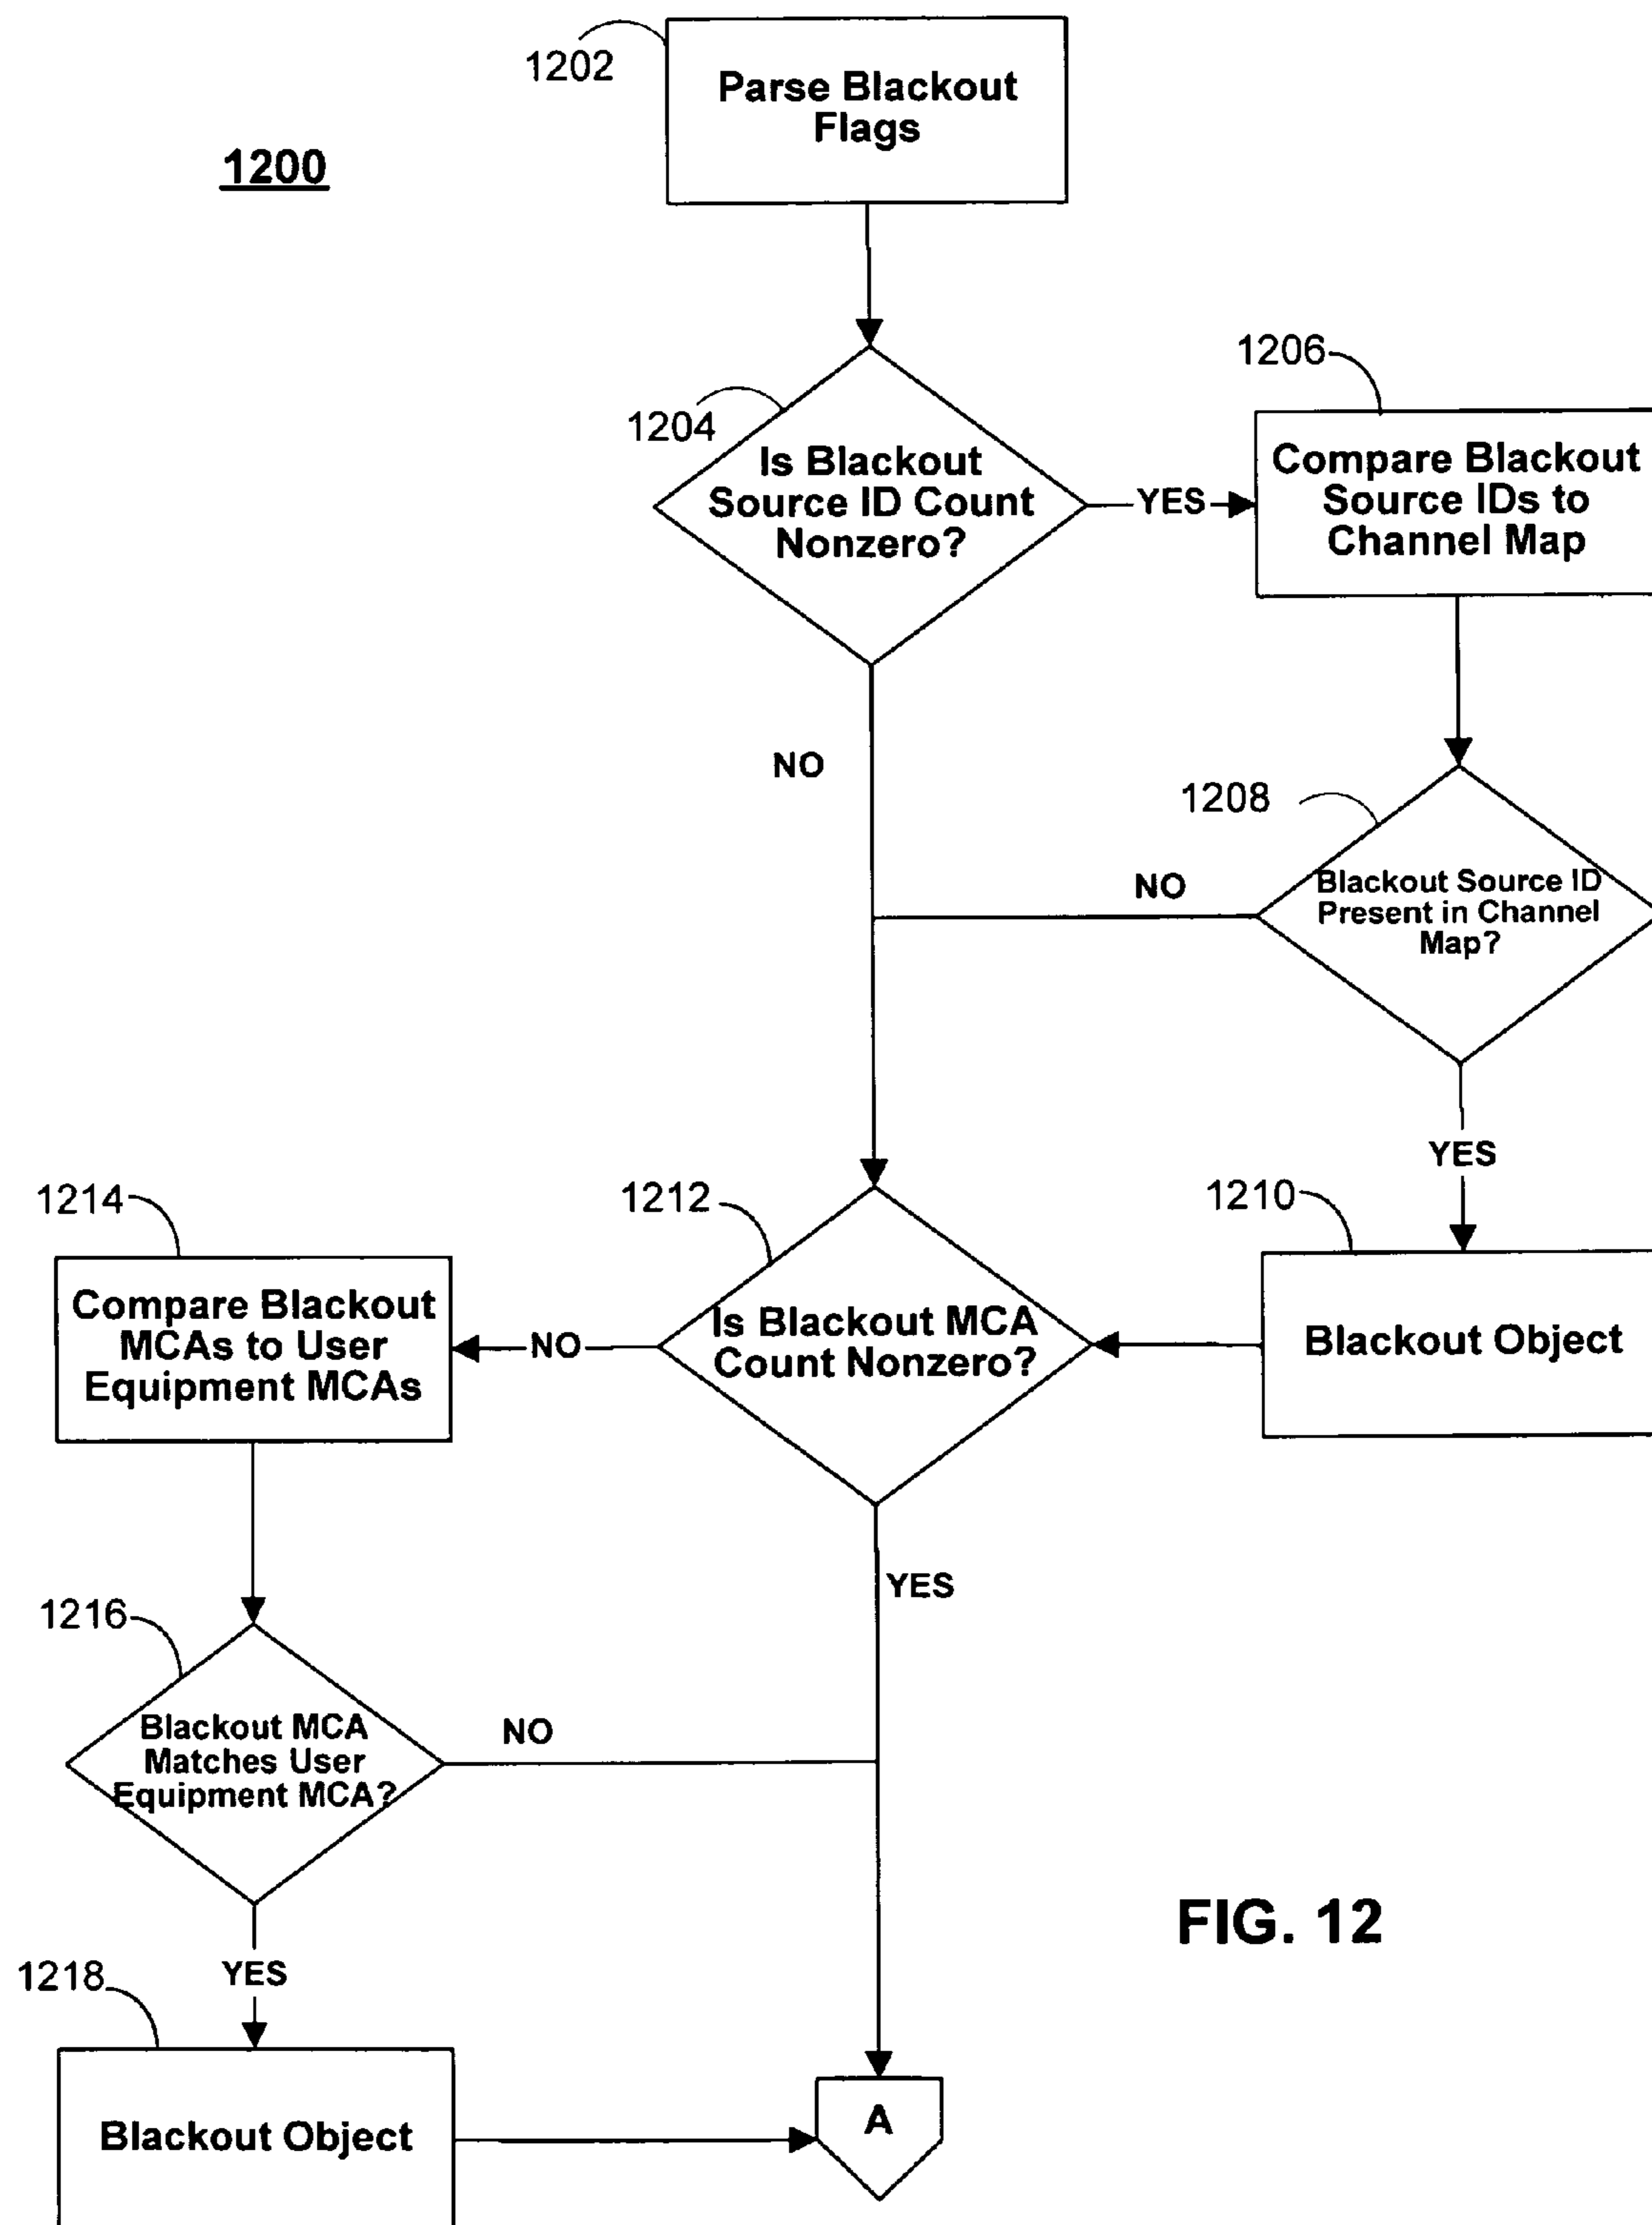 1202
Parse Blackout
Flags
1200
1204
Is Blackout
Source ID Count
Nonzero?
YES
1206
Compare Blackout
Source IDs to
Channel Map
NO
1208
Blackout Source ID
Present in Channel
Map?
NO
YES
1210
Blackout Object
1212
Is Blackout MCA
Count Nonzero?
NO
1214
Compare Blackout
MCAs to User
Equipment MCAs
YES
1216
Blackout MCA
Matches User
Equipment MCA?
NO
YES
1218
Blackout Object
A
FIG. 12